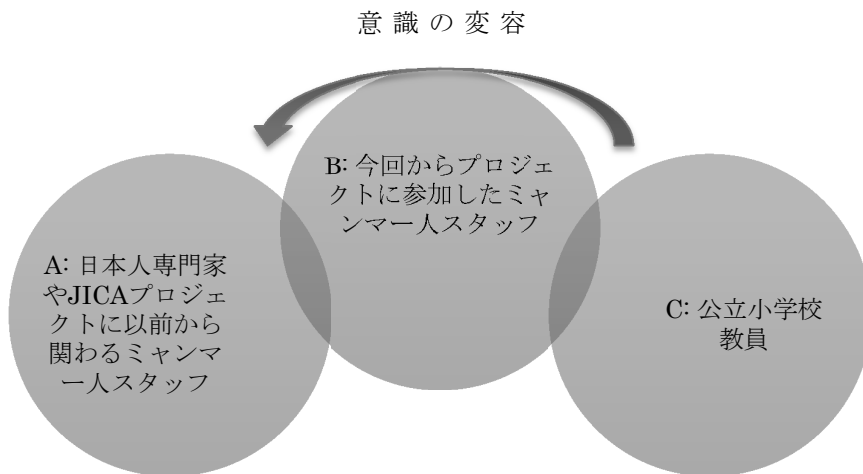 意識の変容
B: 今回からプロジェ
クトに参加したミャ
ンマー人スタッフ
A: 日本人専門家
やJICAプロジェ
クトに以前から
関わるミャンマ
ー人スタッフ
C: 公立小学校
教員